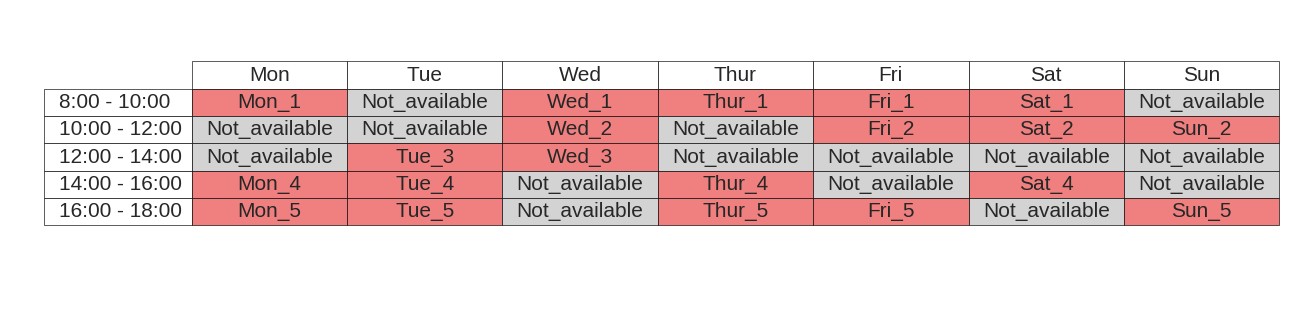 Mon Tue Wed Thur Fri Sat Sun
8:00 - 10:00 Mon_1 Not_available Wed_1 Thur_1 Fri_1 Sat_1 Not_available
10:00 - 12:00 Not_available Not_available Wed_2 Not_available Fri_2 Sat_2 Sun_2
12:00 - 14:00 Not_available Tue_3 Wed_3 Not_available Not_available Not_available Not_available
14:00 - 16:00 Mon_4 Tue_4 Not_available Thur_4 Not_available Sat_4 Not_available
16:00 - 18:00 Mon_5 Tue_5 Not_available Thur_5 Fri_5 Not_available Sun_5